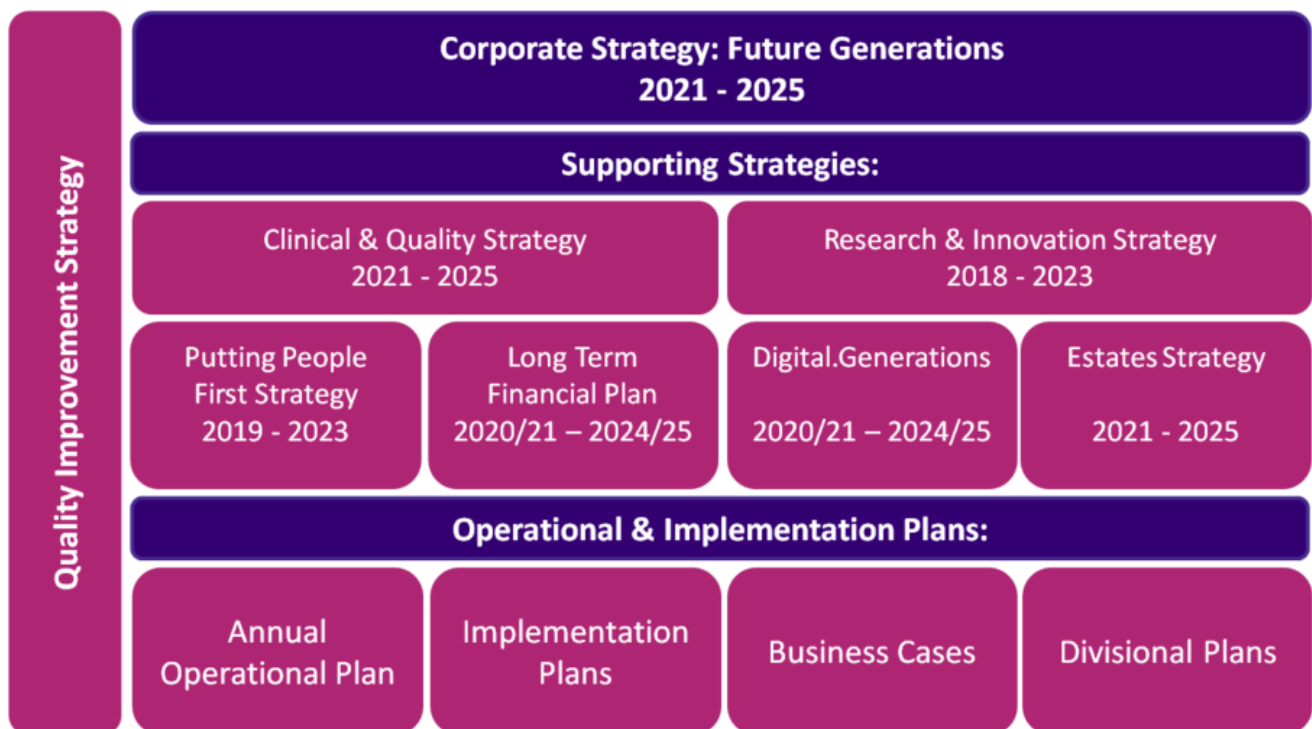 Quality Improvement Strategy
Corporate Strategy: Future Generations
2021 - 2025
Supporting Strategies:
Clinical & Quality Strategy
2021 - 2025
Research & Innovation Strategy
2018 - 2023
Putting People
First Strategy
2019 - 2023
Long Term
Financial Plan
2020/21 – 2024/25
Digital.Generations
2020/21 – 2024/25
Estates Strategy
2021 - 2025
Operational & Implementation Plans:
Annual
Operational Plan
Implementation
Plans
Business Cases
Divisional Plans